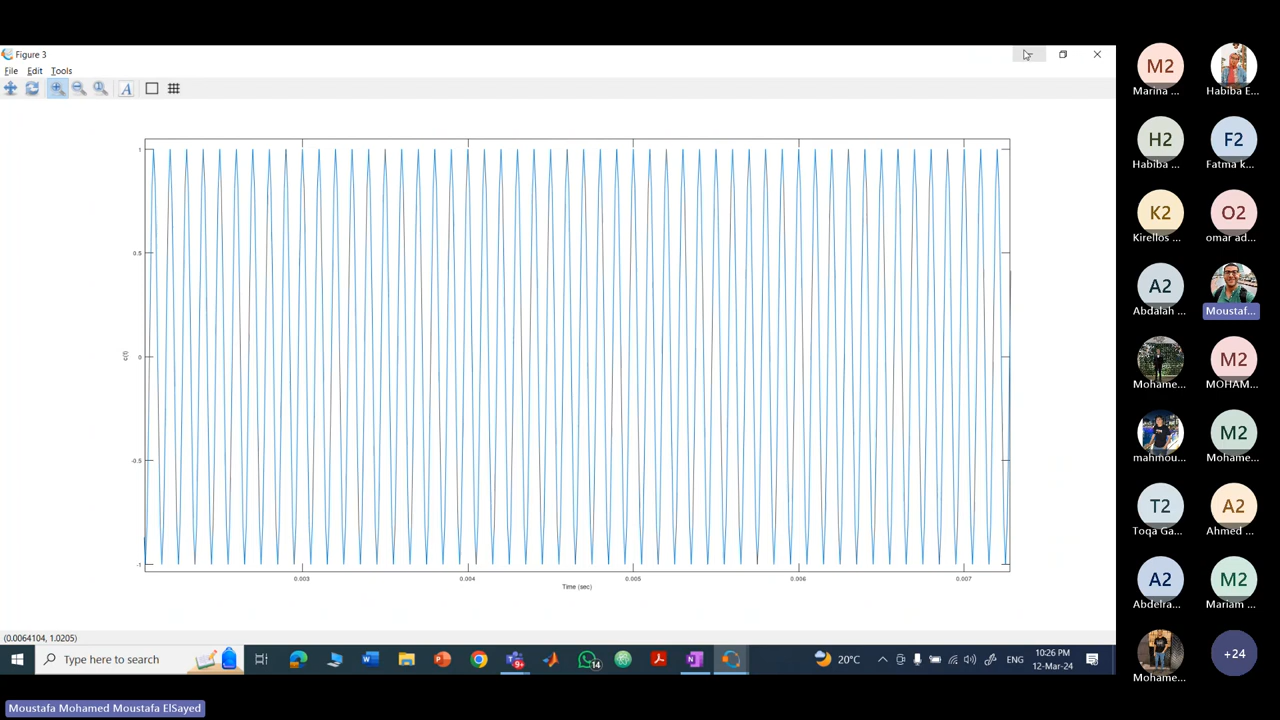 Figure 3
File Edit Tools
A
1
0.5
0
-0.5
-1
c(t)
0.003 0.004 0.005 0.006 0.007
Time (sec)
(0.0064104, 1.0205)
Type here to search
14
20°C
ENG
10:26 PM
12-Mar-24
M2
Marina ...
Habiba E...
H2
Habiba ...
F2
Fatma k...
K2
Kirellos ...
O2
omar ad...
A2
Abdalah ...
Moustaf...
Mohame...
M2
MOHAM...
mahmou...
M2
Mohame...
T2
Toqa Ga...
A2
Ahmed ...
A2
Abdelra...
M2
Mariam ...
Mohame...
+24
Moustafa Mohamed Moustafa ElSayed